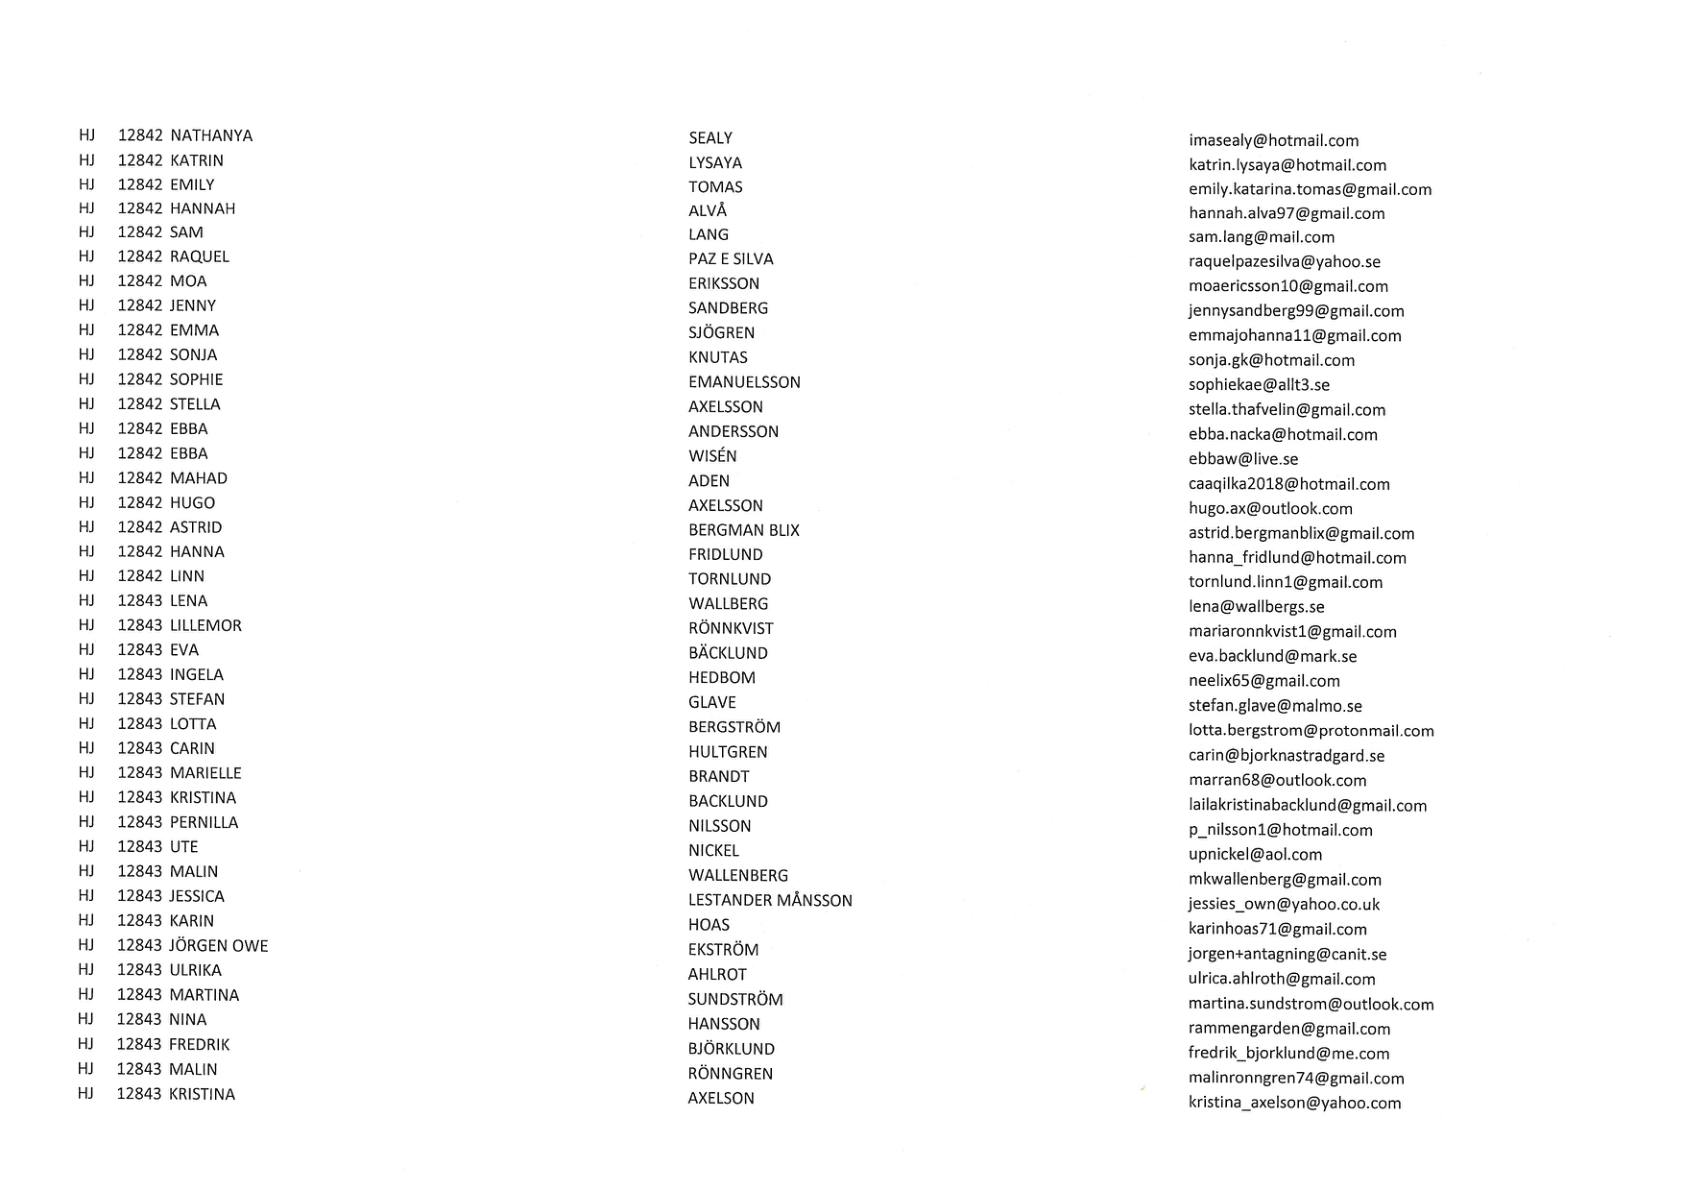 HJ 12842 NATHANYA SEALY imasealy@hotmail.com
HJ 12842 KATRIN LYSAYA katrin.lysaya@hotmail.com
HJ 12842 EMILY TOMAS emily.katarina.tomas@gmail.com
HJ 12842 HANNAH ALVÅ hannah.alva97@gmail.com
HJ 12842 SAM LANG sam.lang@mail.com
HJ 12842 RAQUEL PAZ E SILVA raquelpazesilva@yahoo.se
HJ 12842 MOA ERIKSSON moaericsson10@gmail.com
HJ 12842 JENNY SANDBERG jennysandberg99@gmail.com
HJ 12842 EMMA SJÖGREN emmajohanna11@gmail.com
HJ 12842 SONJA KNUTAS sonja.gk@hotmail.com
HJ 12842 SOPHIE EMANUELSSON sophiekae@allt3.se
HJ 12842 STELLA AXELSSON stella.thafvelin@gmail.com
HJ 12842 EBBA ANDERSSON ebba.nacka@hotmail.com
HJ 12842 EBBA WISÉN ebbaw@live.se
HJ 12842 MAHAD ADEN caaqilka2018@hotmail.com
HJ 12842 HUGO AXELSSON hugo.ax@outlook.com
HJ 12842 ASTRID BERGMAN BLIX astrid.bergmanblix@gmail.com
HJ 12842 HANNA FRIDLUND hanna_fridlund@hotmail.com
HJ 12842 LINN TORNLUND tornlund.linn1@gmail.com
HJ 12843 LENA WALLBERG lena@wallbergs.se
HJ 12843 LILLEMOR RÖNNKVIST mariaronnkvist1@gmail.com
HJ 12843 EVA BÄCKLUND eva.backlund@mark.se
HJ 12843 INGELA HEDBOM neelix65@gmail.com
HJ 12843 STEFAN GLAVE stefan.glave@malmo.se
HJ 12843 LOTTA BERGSTRÖM lotta.bergstrom@protonmail.com
HJ 12843 CARIN HULTGREN carin@bjorknastradgard.se
HJ 12843 MARIELLE BRANDT marran68@outlook.com
HJ 12843 KRISTINA BACKLUND lailakristinabacklund@gmail.com
HJ 12843 PERNILLA NILSSON p_nilsson1@hotmail.com
HJ 12843 UTE NICKEL upnickel@aol.com
HJ 12843 MALIN WALLENBERG mkwallenberg@gmail.com
HJ 12843 JESSICA LESTANDER MÅNSSON jessies_own@yahoo.co.uk
HJ 12843 KARIN HOAS karinhoas71@gmail.com
HJ 12843 JÖRGEN OWE EKSTRÖM jorgen+antagning@canit.se
HJ 12843 ULRIKA AHLROT ulrica.ahlroth@gmail.com
HJ 12843 MARTINA SUNDSTRÖM martina.sundstrom@outlook.com
HJ 12843 NINA HANSSON rammengarden@gmail.com
HJ 12843 FREDRIK BJÖRKLUND fredrik_bjorklund@me.com
HJ 12843 MALIN RÖNNGREN malinronngren74@gmail.com
HJ 12843 KRISTINA AXELSON kristina_axelson@yahoo.com